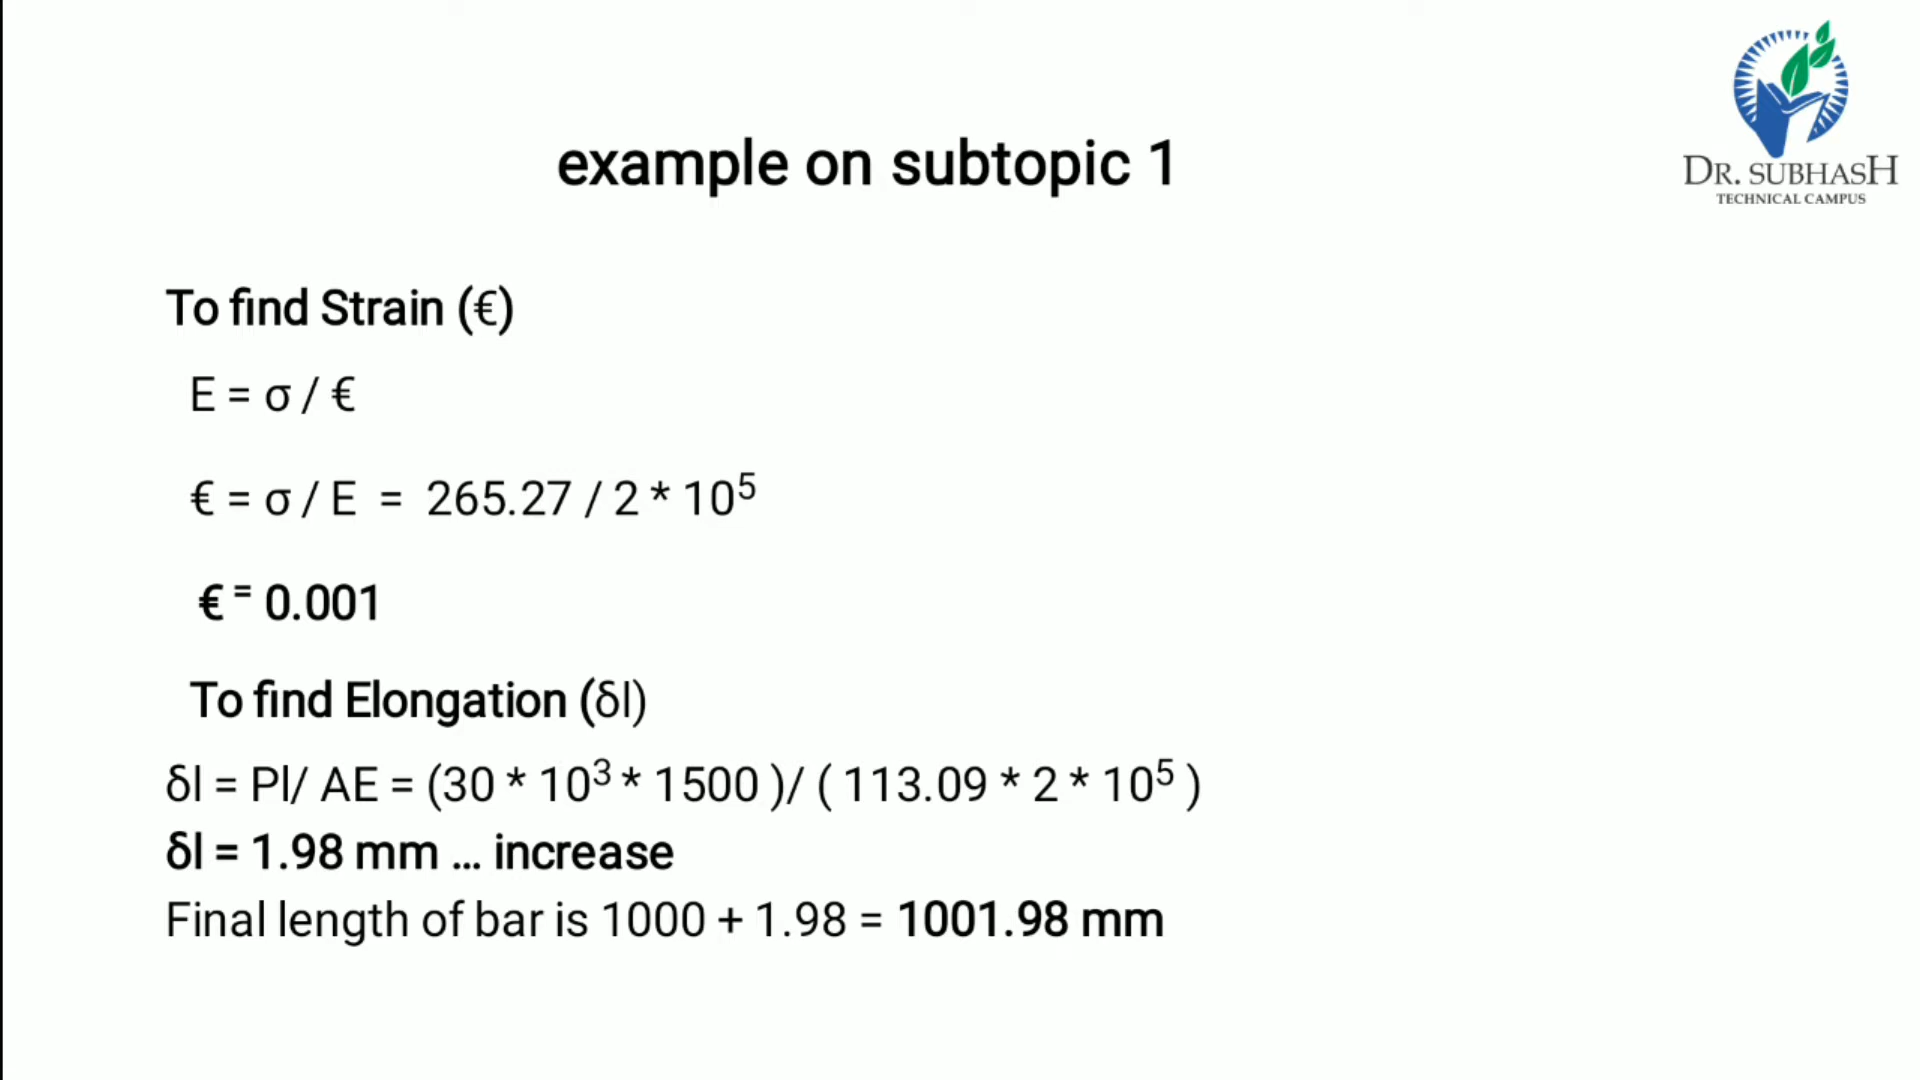 DR. SUBHASH
TECHNICAL CAMPUS
example on subtopic 1
To find Strain (€)
E = σ / €
€ = σ / E = 265.27 / 2 * 10⁵
€ = 0.001
To find Elongation (δl)
δl = Pl/ AE = (30 * 10³ * 1500 )/ ( 113.09 * 2 * 10⁵ )
δl = 1.98 mm ... increase
Final length of bar is 1000 + 1.98 = 1001.98 mm